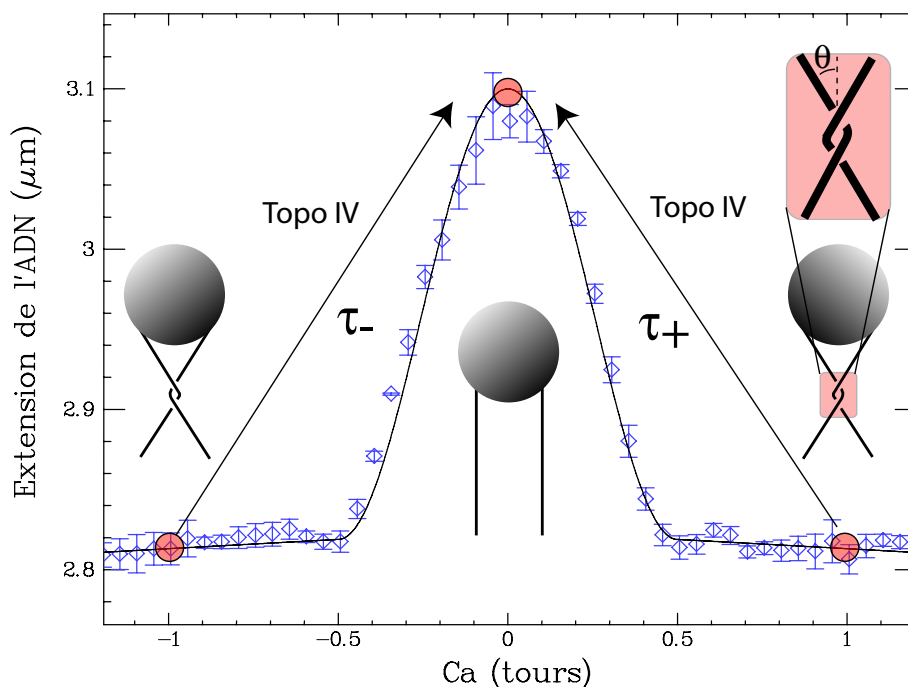 Extension de l'ADN (μm)
3.1
3
2.9
2.8
θ
Topo IV
Topo IV
τ-
τ+
-1
-0.5
0
0.5
1
Ca (tours)